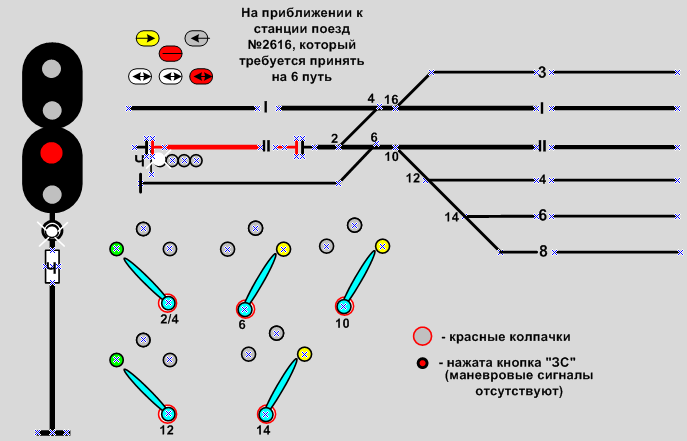 На приближении к
станции поезд
№2616, который
требуется принять
на 6 путь
3
4
16
I
I
2
6
II
II
10
Ч
12
4
14
6
8
Ч
2/4
6
10
12
14
- красные колпачки
- нажата кнопка "ЗС"
(маневровые сигналы
отсутствуют)